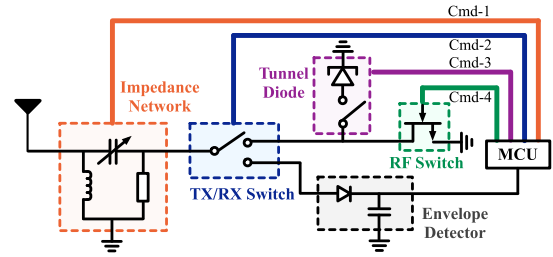 Cmd-1
Cmd-2
Cmd-3
Cmd-4
Impedance
Network
Tunnel
Diode
TX/RX Switch
RF Switch
MCU
Envelope
Detector